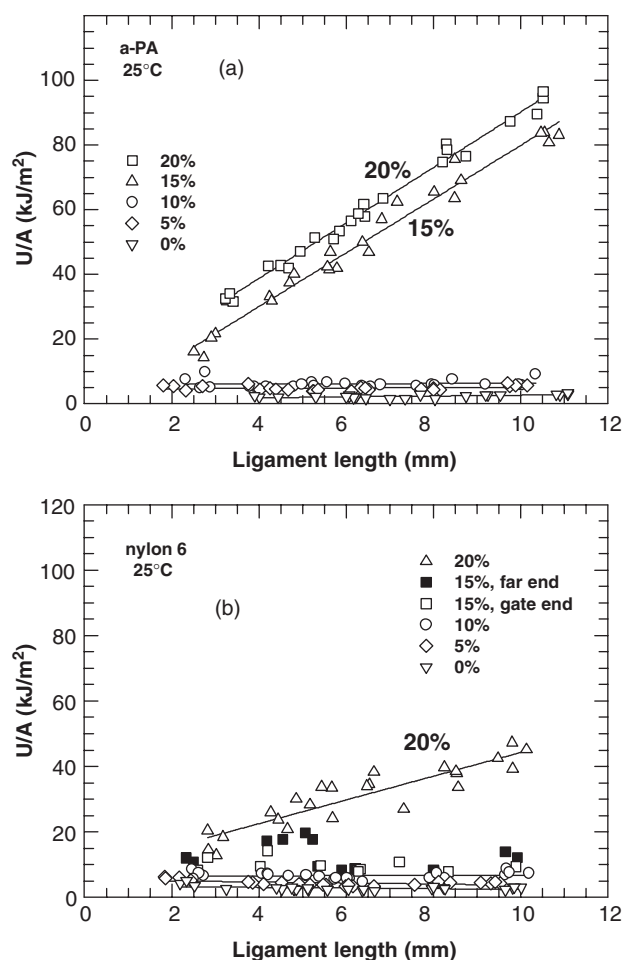 a-PA
25°C
(a)
100
80
60
40
20
0
20%
15%
10%
5%
0%
20%
15%
U/A (kJ/m²)
0 2 4 6 8 10 12
Ligament length (mm)
120
nylon 6
25°C
(b)
100
80
60
40
20
0
20%
15%, far end
15%, gate end
10%
5%
0%
20%
U/A (kJ/m²)
0 2 4 6 8 10 12
Ligament length (mm)